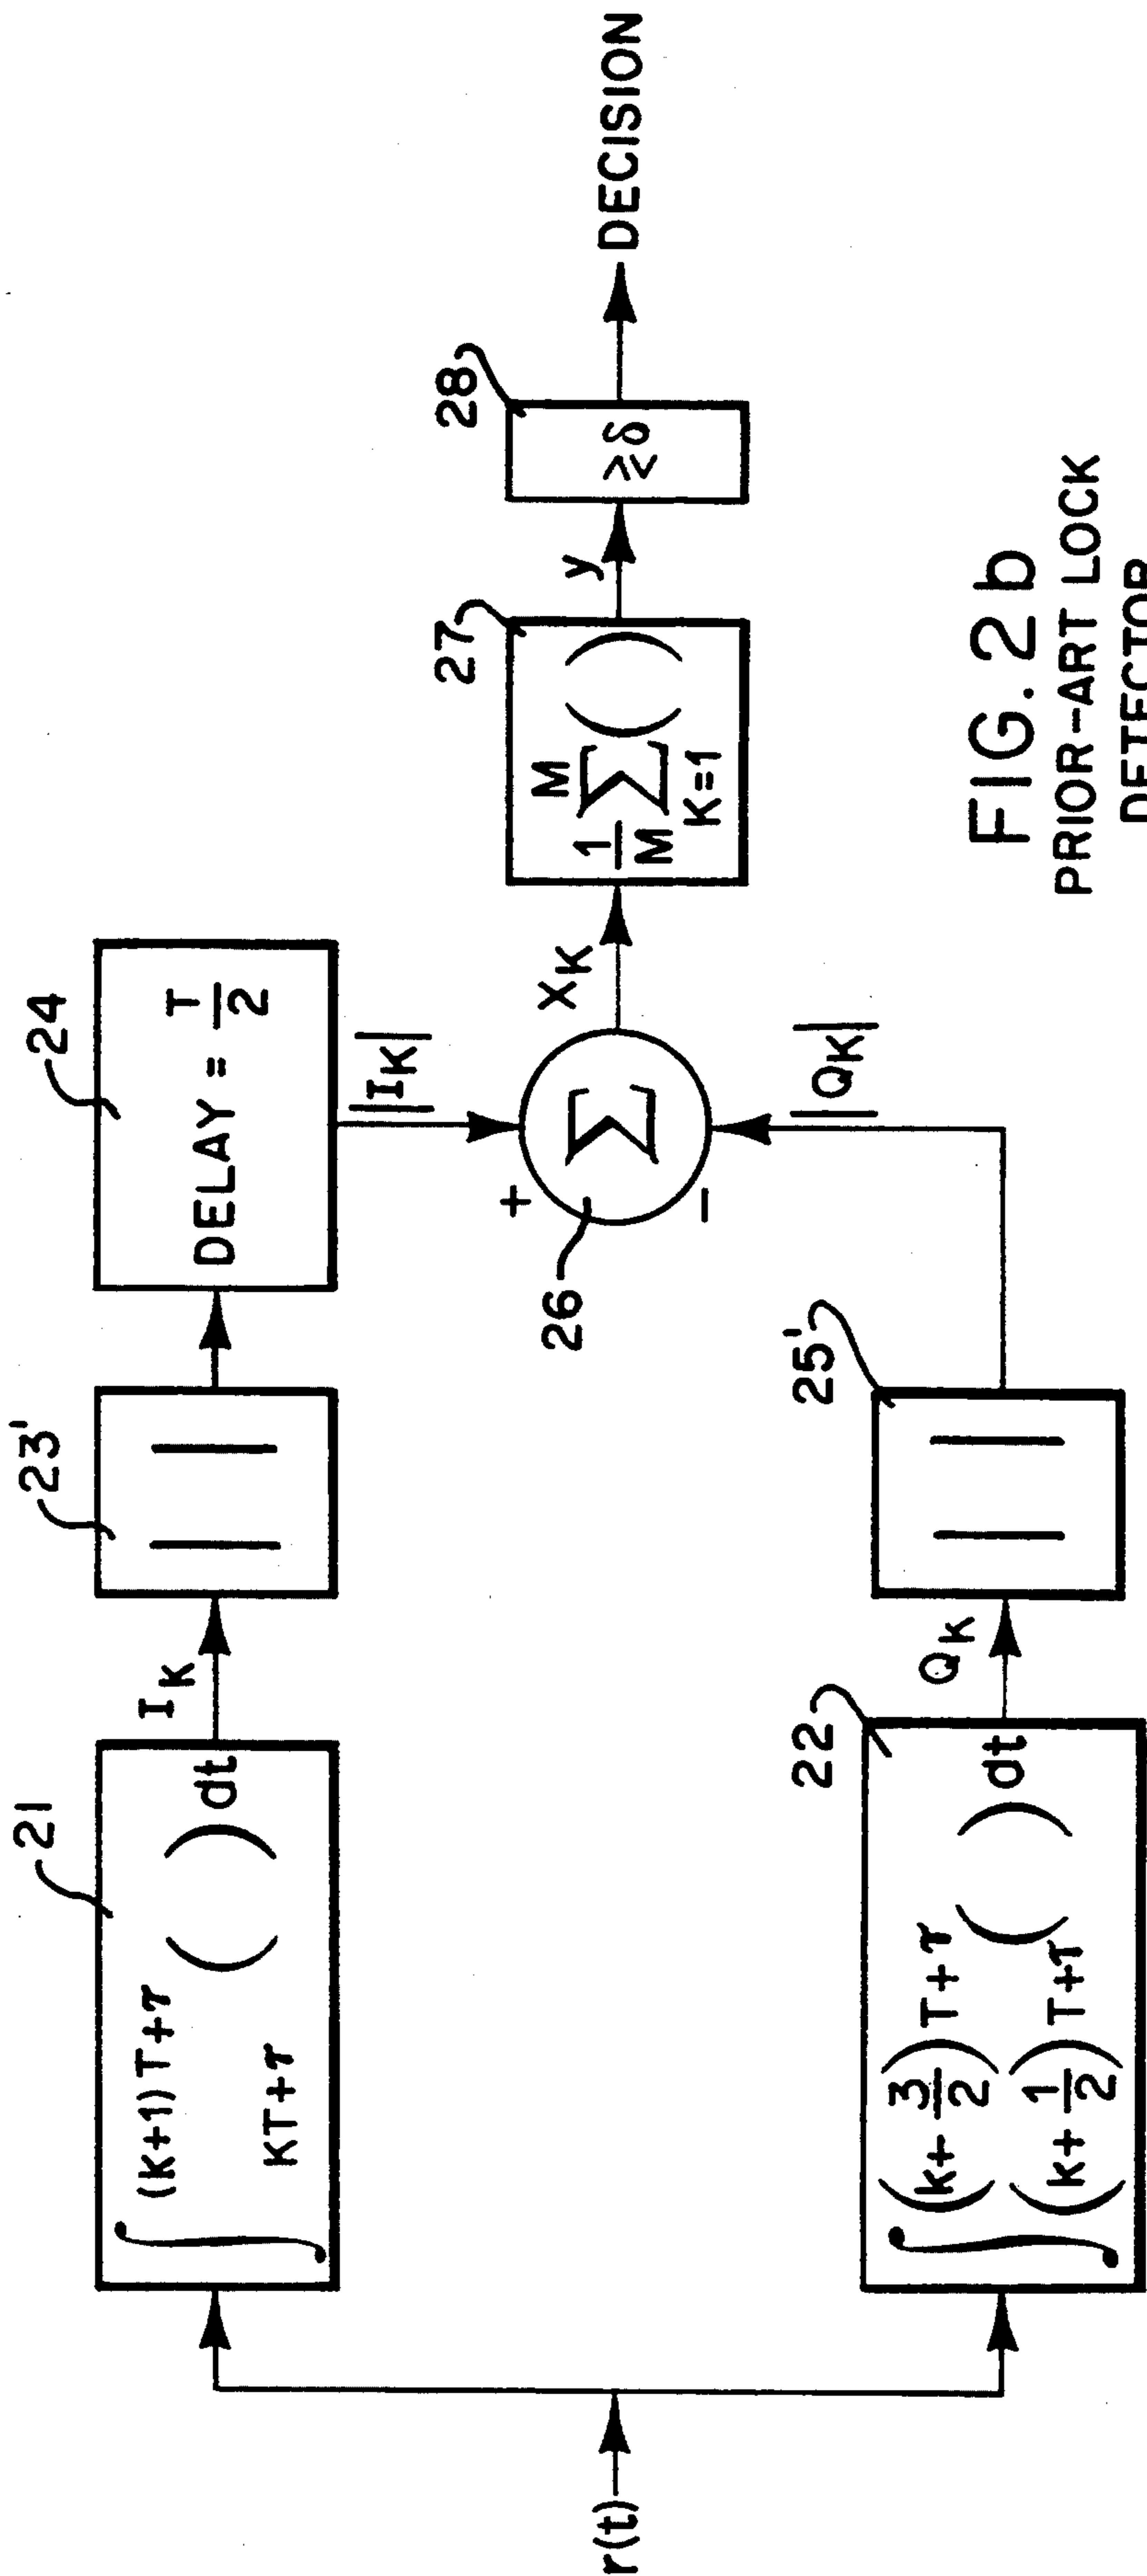 r(t)
21
∫ (K+1)T+τ
KT+τ
( ) dt
I_K
23'
| |
24
DELAY = T/2
|I_K|
22
∫ (K+3/2)T+τ
(K+1/2)T+τ
( ) dt
Q_K
25'
| |
|Q_K|
26
+
Σ
−
X_K
27
1/M Σ ( )
M
K=1
y
28
≷δ
DECISION
FIG. 2b
PRIOR-ART LOCK
DETECTOR